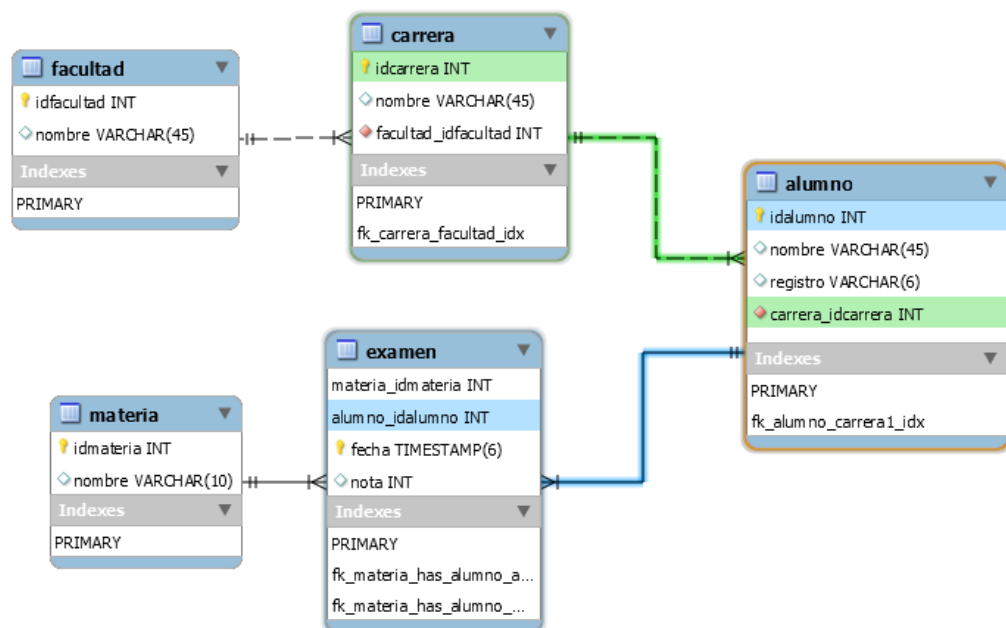 facultad
idfacultad INT
nombre VARCHAR(45)
Indexes
PRIMARY
carrera
idcarrera INT
nombre VARCHAR(45)
facultad_idfacultad INT
Indexes
PRIMARY
fk_carrera_facultad_idx
alumno
idalumno INT
nombre VARCHAR(45)
registro VARCHAR(6)
carrera_idcarrera INT
Indexes
PRIMARY
fk_alumno_carrera1_idx
materia
idmateria INT
nombre VARCHAR(10)
Indexes
PRIMARY
examen
materia_idmateria INT
alumno_idalumno INT
fecha TIMESTAMP(6)
nota INT
Indexes
PRIMARY
fk_materia_has_alumno_a...
fk_materia_has_alumno_...